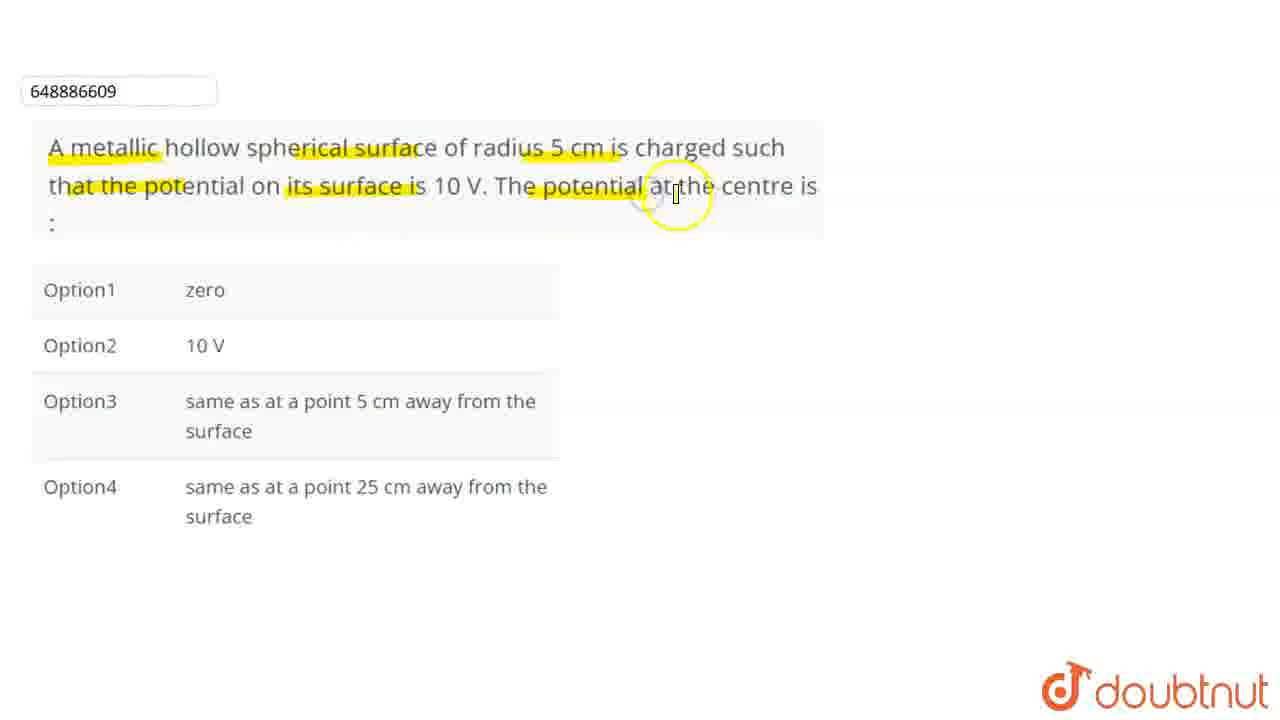 648886609
A metallic hollow spherical surface of radius 5 cm is charged such
that the potential on its surface is 10 V. The potential at the centre is
:
Option1 zero
Option2 10 V
Option3 same as at a point 5 cm away from the
surface
Option4 same as at a point 25 cm away from the
surface
doubtnut